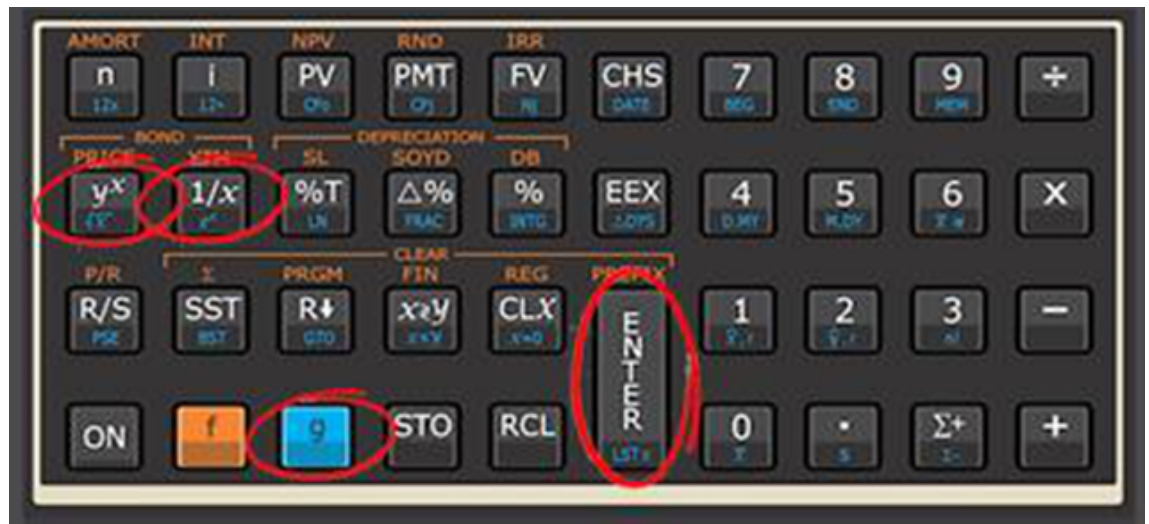 AMORT INT NPV RND IRR
n i PV PMT FV CHS 7 8 9 ÷
12x 12÷ CFo CFj Nj DATE BEG END MEM
BOND DEPRECIATION
PRICE YTM SL SOYD DB
yˣ 1/x %T Δ% % EEX 4 5 6 X
LN FRAC INTG ΔDYS D.MY M.DY
CLEAR
P/R Σ PRGM FIN REG PREFIX
R/S SST R↓ x≷y CLX ENTER 1 2 3 −
PSE BST GTO x≤y x=0 n!
ON f g STO RCL 0 . Σ+ +
LSTx S Σ-